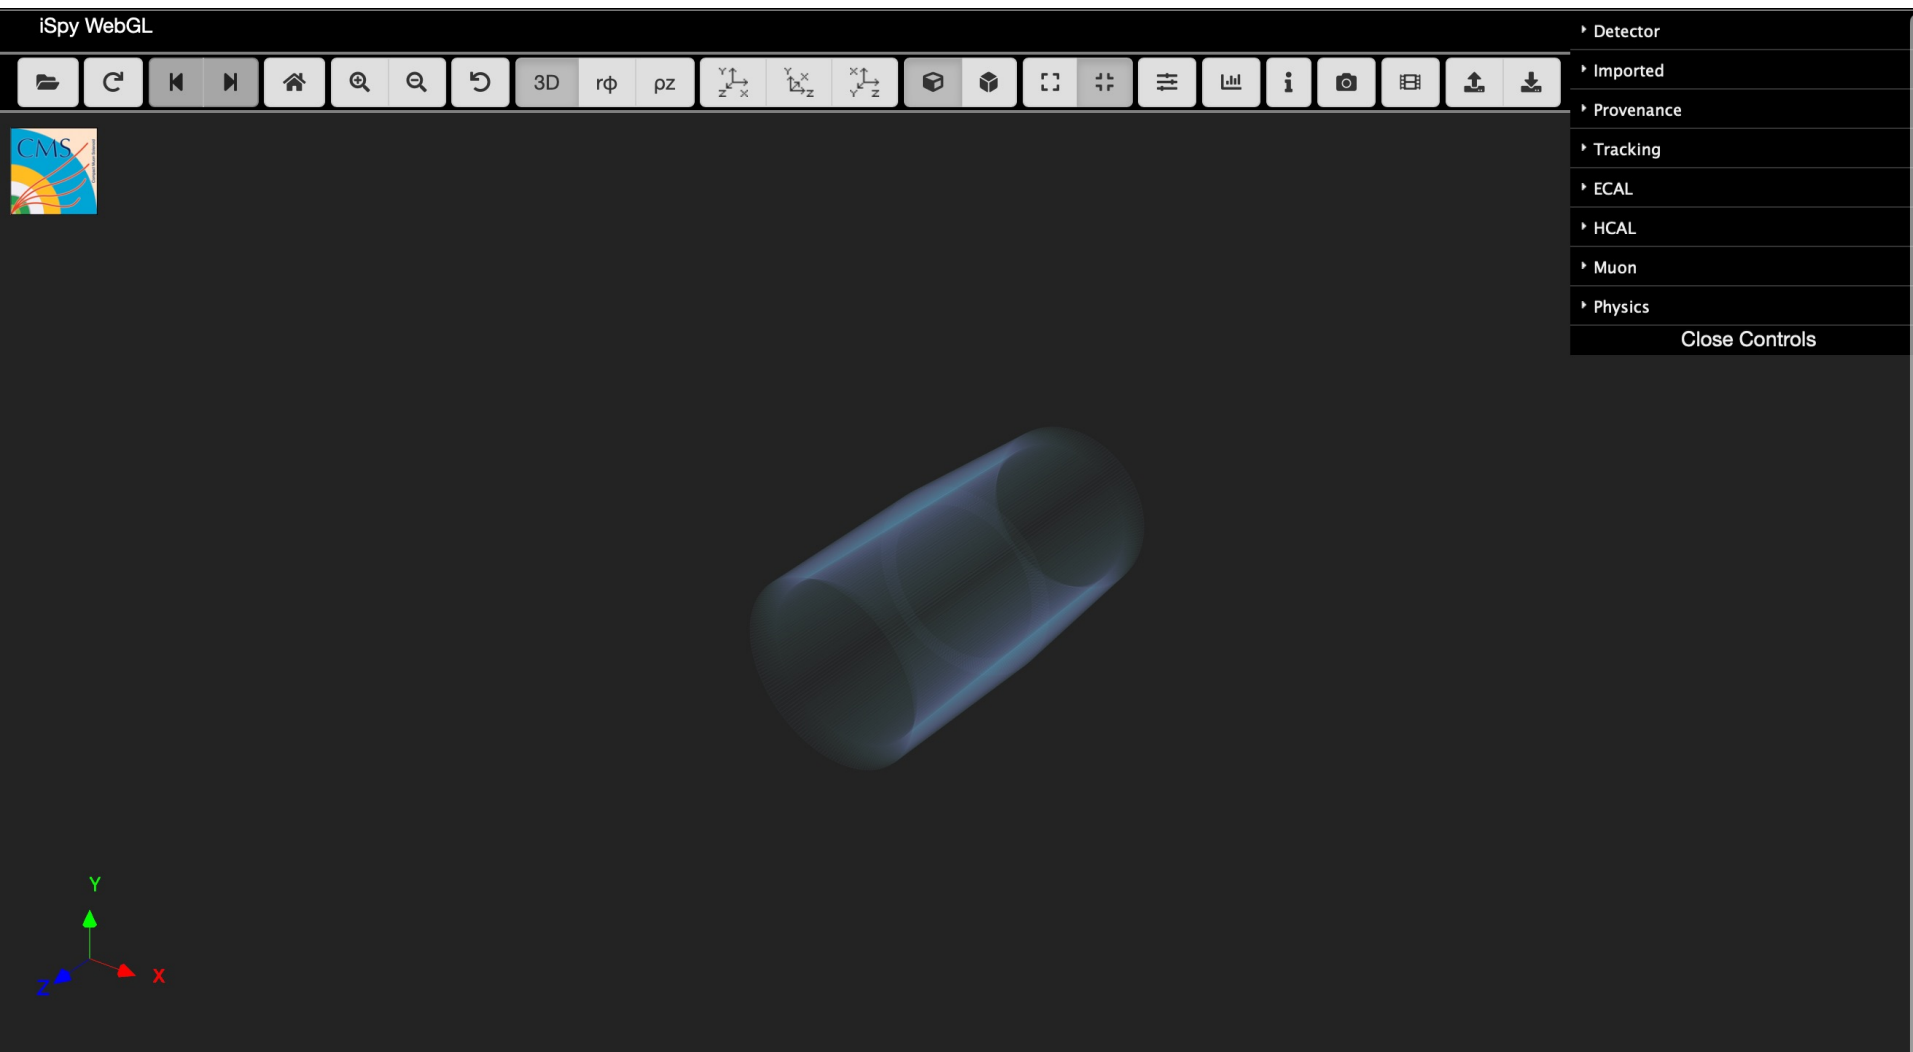 iSpy WebGL
3D rϕ ρz Y Z X Y X Z X Y Z
CMS
Detector
Imported
Provenance
Tracking
ECAL
HCAL
Muon
Physics
Close Controls
Y
X
Z